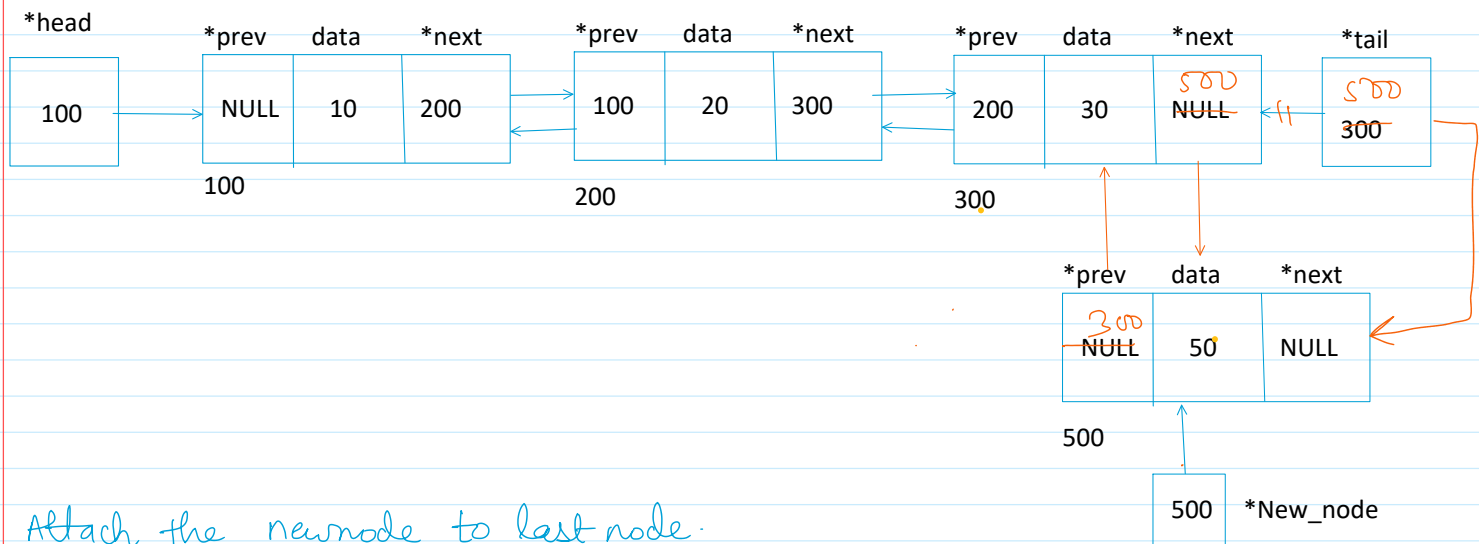 *head
*prev data *next
*prev data *next
*prev data *next
*tail
100
NULL 10 200
100 20 300
200 30 NULL 500
300 500
100
200
300
*prev data *next
NULL 300 50 NULL
500
500 *New_node
Attach the newnode to last node.